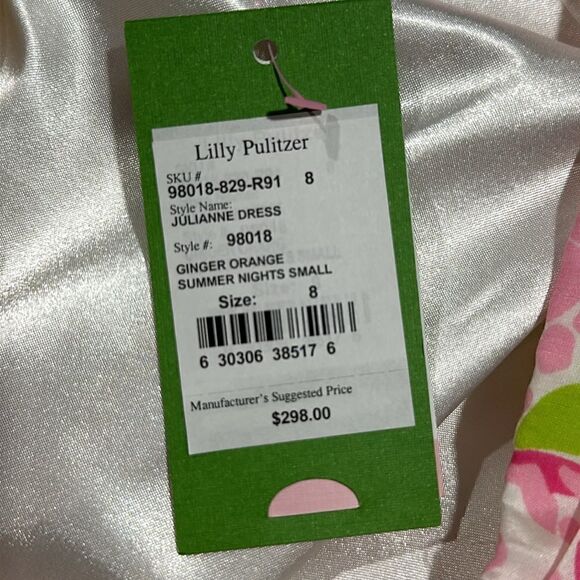 Lilly Pulitzer
SKU #
98018-829-R91 8
Style Name:
JULIANNE DRESS
Style #: 98018
GINGER ORANGE
SUMMER NIGHTS SMALL
Size: 8
6 30306 38517 6
Manufacturer's Suggested Price
$298.00